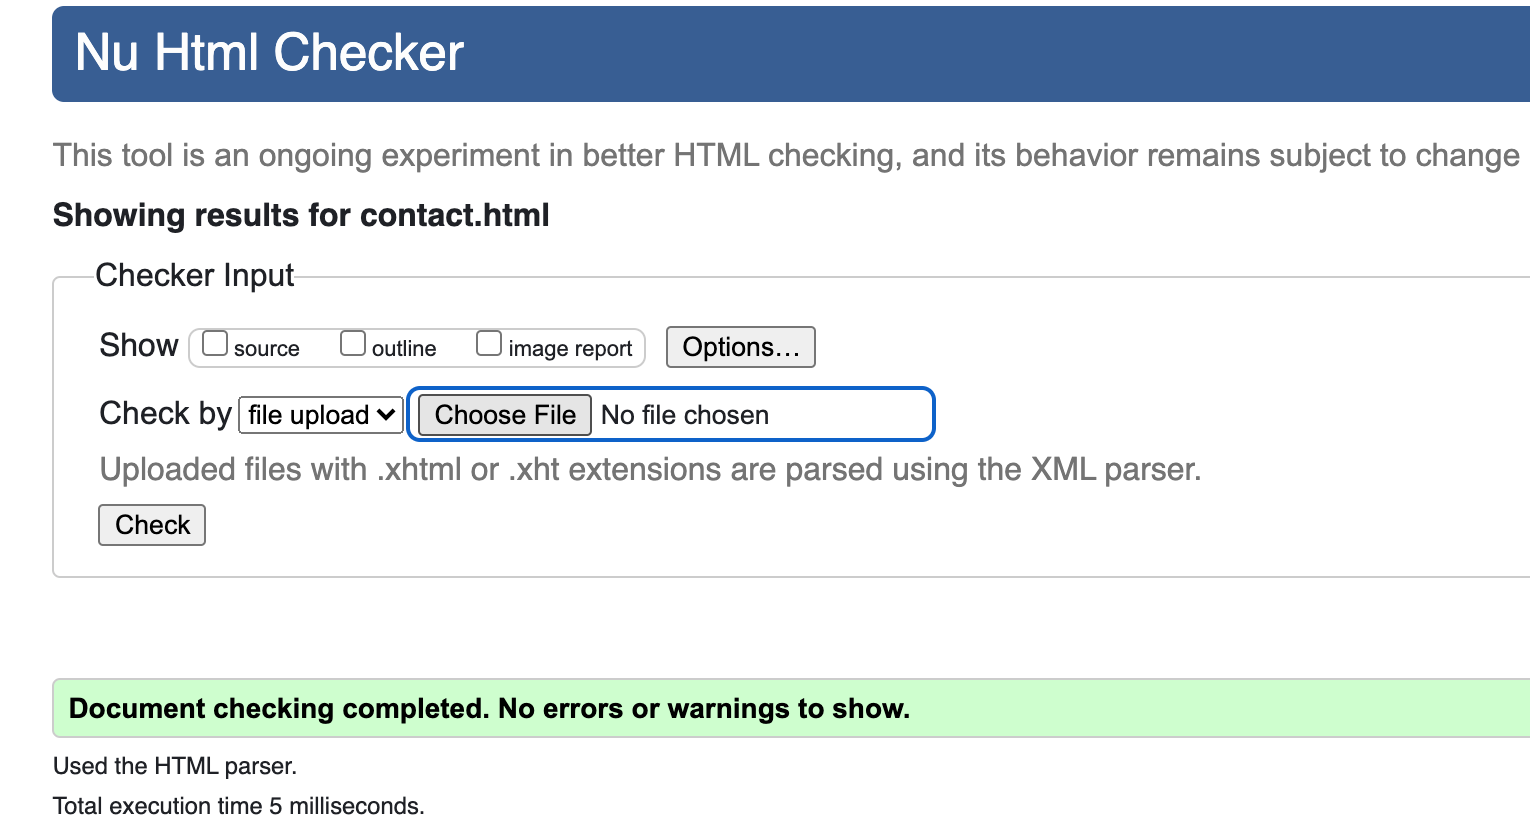 Nu Html Checker
This tool is an ongoing experiment in better HTML checking, and its behavior remains subject to change
Showing results for contact.html
Checker Input
Show source outline image report Options…
Check by file upload Choose File No file chosen
Uploaded files with .xhtml or .xht extensions are parsed using the XML parser.
Check
Document checking completed. No errors or warnings to show.
Used the HTML parser.
Total execution time 5 milliseconds.